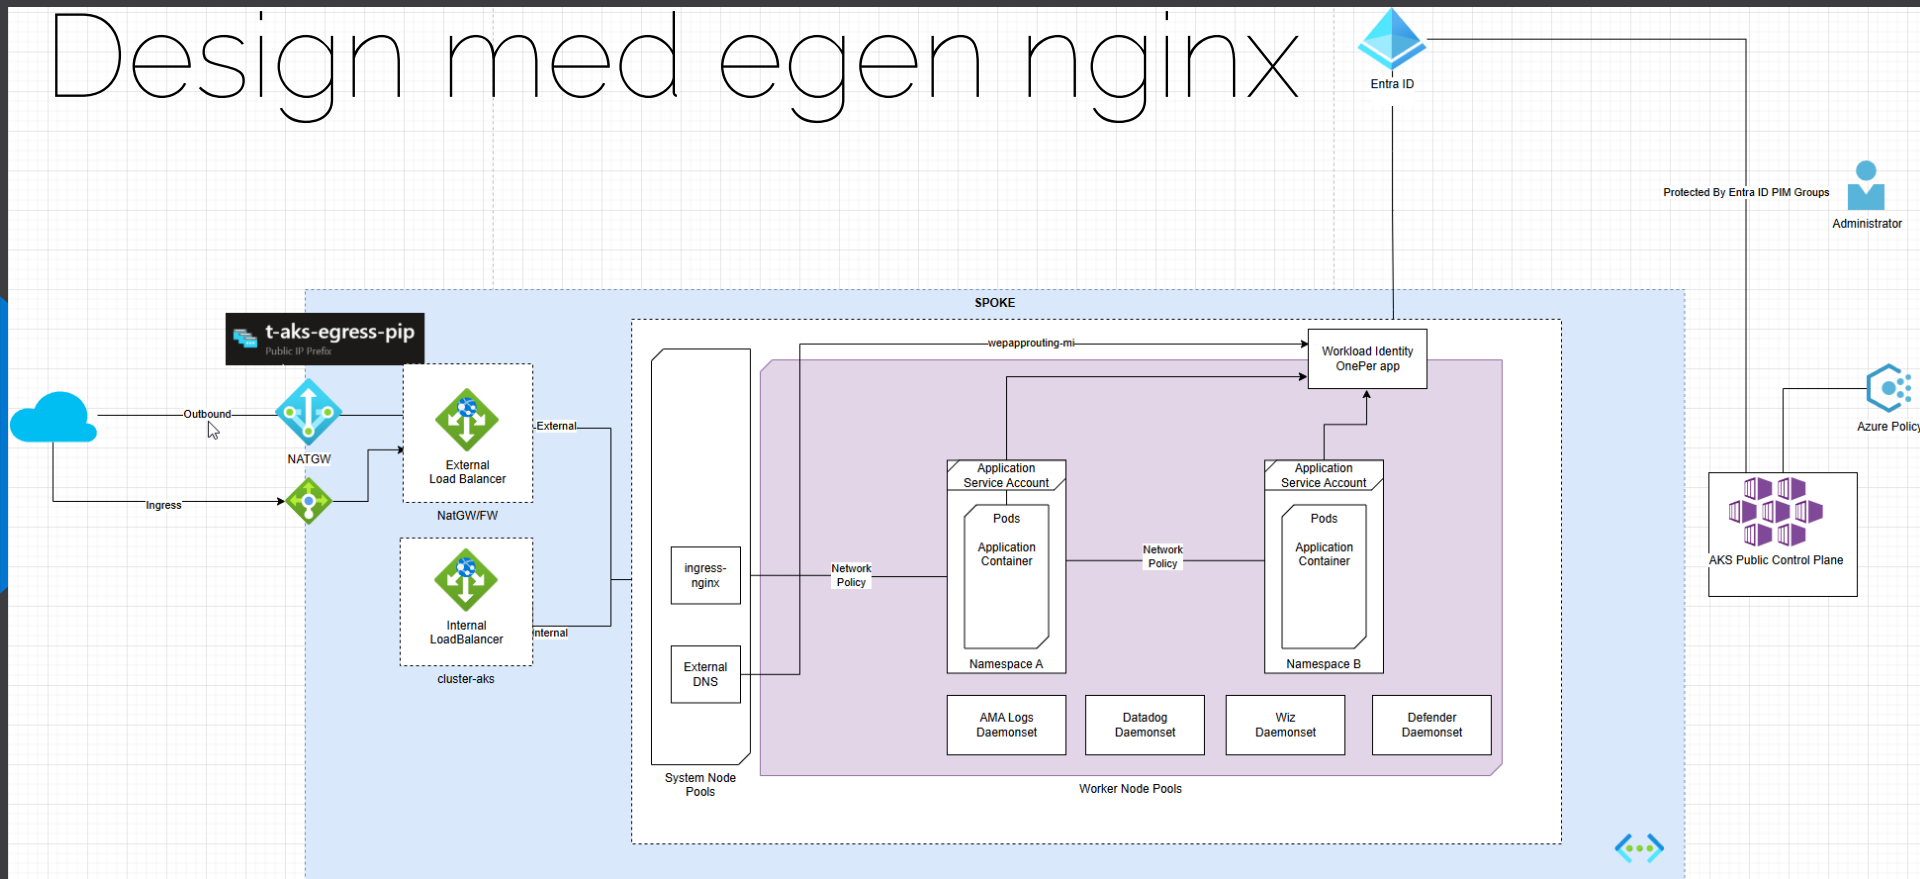 Design med egen nginx
Entra ID
Protected By Entra ID PIM Groups
Administrator
SPOKE
t-aks-egress-pip
Public IP Prefix
wepapprouting-mi
Workload Identity
OnePer app
Outbound
NATGW
External
Load Balancer
NatGW/FW
External
Ingress
Internal
LoadBalancer
cluster-aks
nternal
ingress-
nginx
External
DNS
System Node
Pools
Network
Policy
Application
Service Account
Pods
Application
Container
Namespace A
Network
Policy
Application
Service Account
Pods
Application
Container
Namespace B
AMA Logs
Daemonset
Datadog
Daemonset
Wiz
Daemonset
Defender
Daemonset
Worker Node Pools
Azure Policy
AKS Public Control Plane